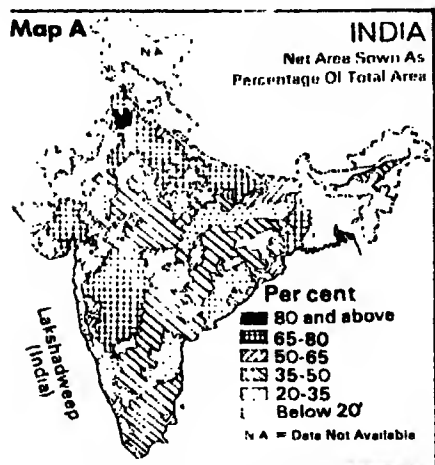 Map A
INDIA
Net Area Sown As
Percentage Of Total Area
N A
Lakshadweep
(India)
Per cent
80 and above
65-80
50-65
35-50
20-35
Below 20
N A = Data Not Available